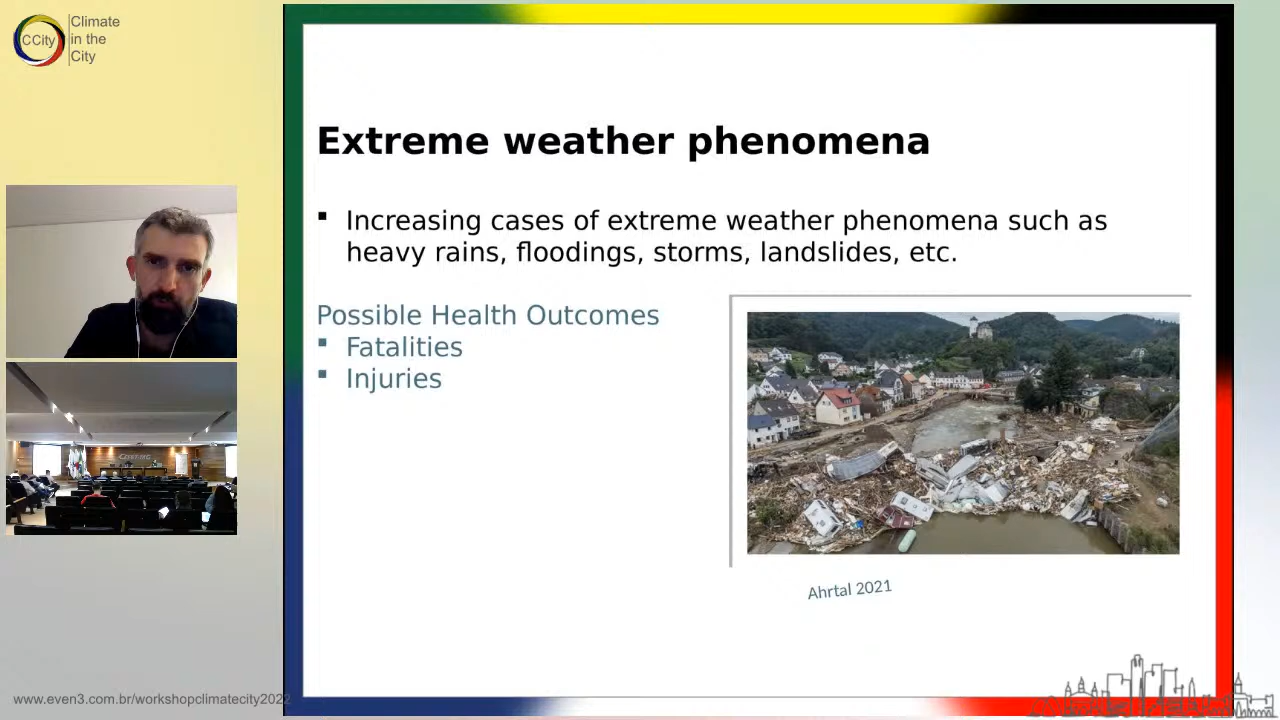 CCity
Climate
in the
City
Extreme weather phenomena
Increasing cases of extreme weather phenomena such as
heavy rains, floodings, storms, landslides, etc.
Possible Health Outcomes
Fatalities
Injuries
Ahrtal 2021
www.even3.com.br/workshopclimatecity2022